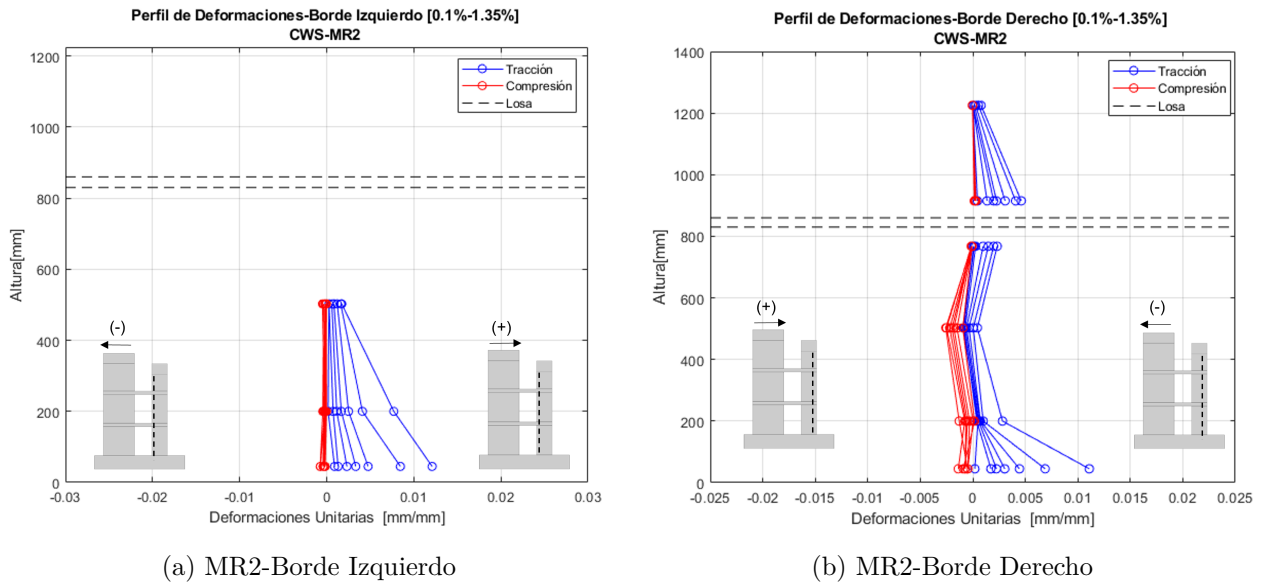 Perfil de Deformaciones-Borde Izquierdo [0.1%-1.35%]
CWS-MR2
1200
1000
800
600
400
200
0
Altura[mm]
Tracción
Compresión
Losa
(-)
(+)
-0.03
-0.02
-0.01
0
0.01
0.02
0.03
Deformaciones Unitarias [mm/mm]
(a) MR2-Borde Izquierdo
Perfil de Deformaciones-Borde Derecho [0.1%-1.35%]
CWS-MR2
1400
1200
1000
800
600
400
200
0
Altura[mm]
Tracción
Compresión
Losa
(+)
(-)
-0.025
-0.02
-0.015
-0.01
-0.005
0
0.005
0.01
0.015
0.02
0.025
Deformaciones Unitarias [mm/mm]
(b) MR2-Borde Derecho